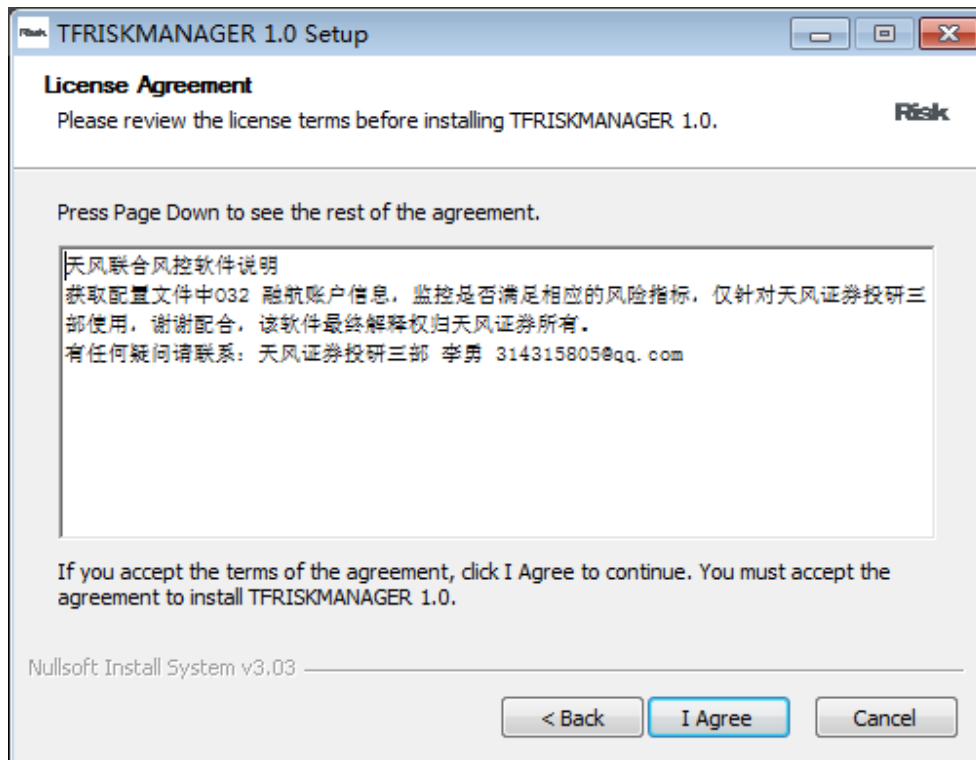 TFRISKMANAGER 1.0 Setup
License Agreement
Please review the license terms before installing TFRISKMANAGER 1.0.
Risk
Press Page Down to see the rest of the agreement.
天风联合风控软件说明
获取配置文件中O32 融航账户信息，监控是否满足相应的风险指标，仅针对天风证券投研三
部使用，谢谢配合，该软件最终解释权归天风证券所有。
有任何疑问请联系：天风证券投研三部 李勇 314315805@qq.com
If you accept the terms of the agreement, click I Agree to continue. You must accept the
agreement to install TFRISKMANAGER 1.0.
Nullsoft Install System v3.03
< Back
I Agree
Cancel